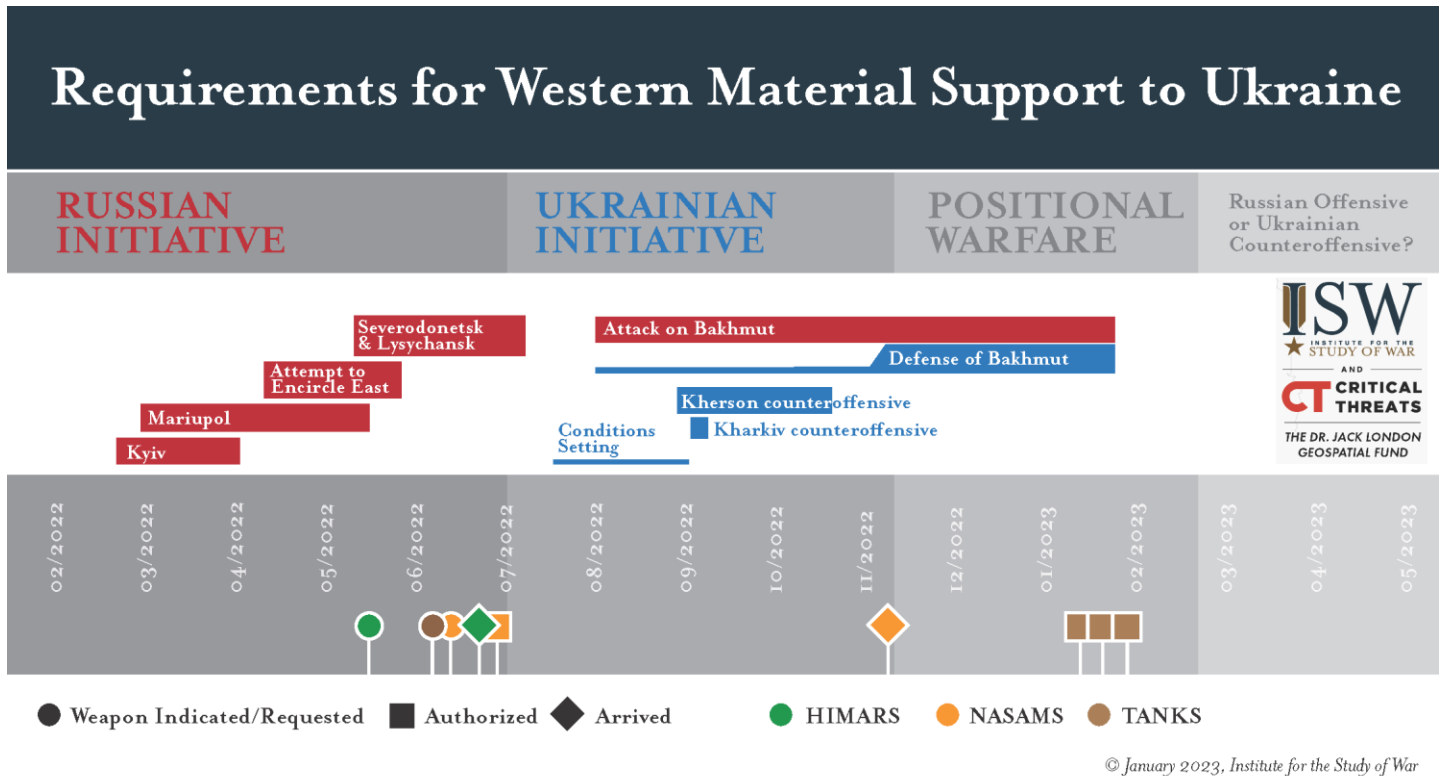 Requirements for Western Material Support to Ukraine
RUSSIAN
INITIATIVE
UKRAINIAN
INITIATIVE
POSITIONAL
WARFARE
Russian Offensive
or Ukrainian
Counteroffensive?
Severodonetsk
& Lysychansk
Attempt to
Encircle East
Mariupol
Kyiv
Attack on Bakhmut
Defense of Bakhmut
Kherson counteroffensive
Kharkiv counteroffensive
Conditions
Setting
ISW
INSTITUTE FOR THE
STUDY OF WAR
AND
CT CRITICAL
THREATS
THE DR. JACK LONDON
GEOSPATIAL FUND
02/2022
03/2022
04/2022
05/2022
06/2022
07/2022
08/2022
09/2022
10/2022
11/2022
12/2022
01/2023
02/2023
03/2023
04/2023
05/2023
Weapon Indicated/Requested
Authorized
Arrived
HIMARS
NASAMS
TANKS
© January 2023, Institute for the Study of War